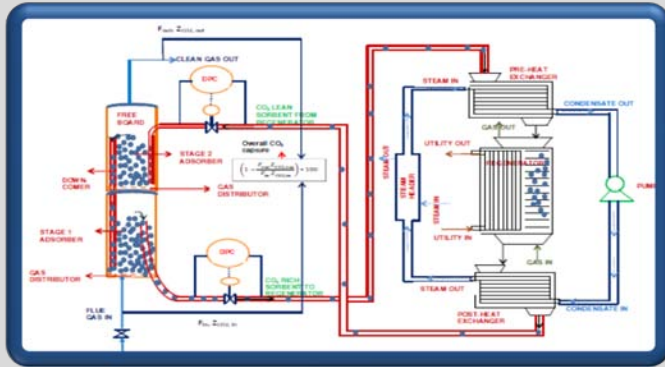 CLEAN GAS OUT
DPC
FREE
BOARD
CO₂ LEAN
SORBENT FROM
REGENERATOR
STAGE 2
ADSORBER
Overall CO₂
capture
DOWN
COMER
GAS
DISTRIBUTOR
STAGE 1
ADSORBER
DPC
GAS
DISTRIBUTOR
CO₂ RICH
SORBENT TO
REGENERATOR
FLUE
GAS IN
PRE-HEAT
EXCHANGER
STEAM IN
CONDENSATE OUT
GAS OUT
UTILITY OUT
REGENERATOR
STEAM OUT
STEAM
HEADER
STEAM IN
PUMP
UTILITY IN
GAS IN
STEAM OUT
POST-HEAT
EXCHANGER
CONDENSATE IN